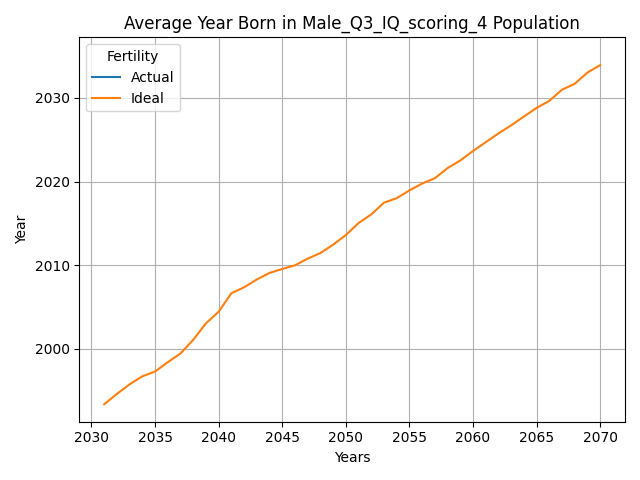 Average Year Born in Male_Q3_IQ_scoring_4 Population
Fertility
Actual
Ideal
2030
2020
2010
2000
Year
2030 2035 2040 2045 2050 2055 2060 2065 2070
Years